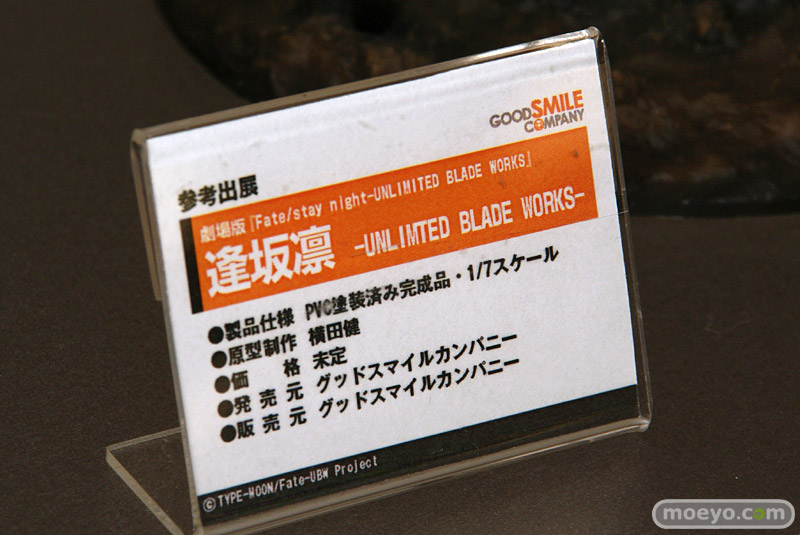 GOODSMILE
COMPANY
参考出展
劇場版『Fate/stay night-UNLIMITED BLADE WORKS』
逢坂凛 -UNLIMTED BLADE WORKS-
●製品仕様 PVC塗装済み完成品・1/7スケール
●原型制作 横田健
●価 格 未定
●発売元 グッドスマイルカンパニー
●販売元 グッドスマイルカンパニー
©TYPE-MOON/Fate-UBW Project
moeyo.com